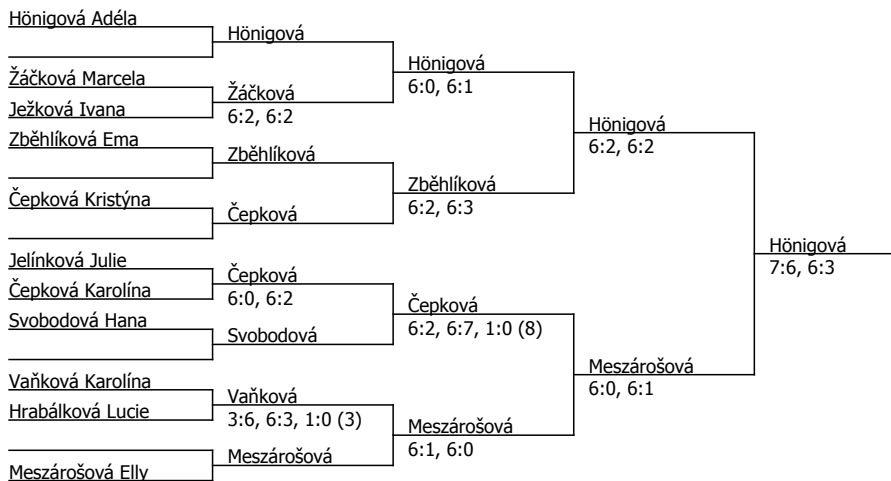 Hönigová Adéla
Hönigová
Žáčková Marcela
Ježková Ivana
Žáčková
6:2, 6:2
Hönigová
6:0, 6:1
Zběhlíková Ema
Zběhlíková
Čepková Kristýna
Čepková
Zběhlíková
6:2, 6:3
Hönigová
6:2, 6:2
Jelínková Julie
Čepková Karolína
Čepková
6:0, 6:2
Svobodová Hana
Svobodová
Čepková
6:2, 6:7, 1:0 (8)
Vaňková Karolína
Hrabálková Lucie
Vaňková
3:6, 6:3, 1:0 (3)
Meszárošová Elly
Meszárošová
Meszárošová
6:1, 6:0
Meszárošová
6:0, 6:1
Hönigová
7:6, 6:3